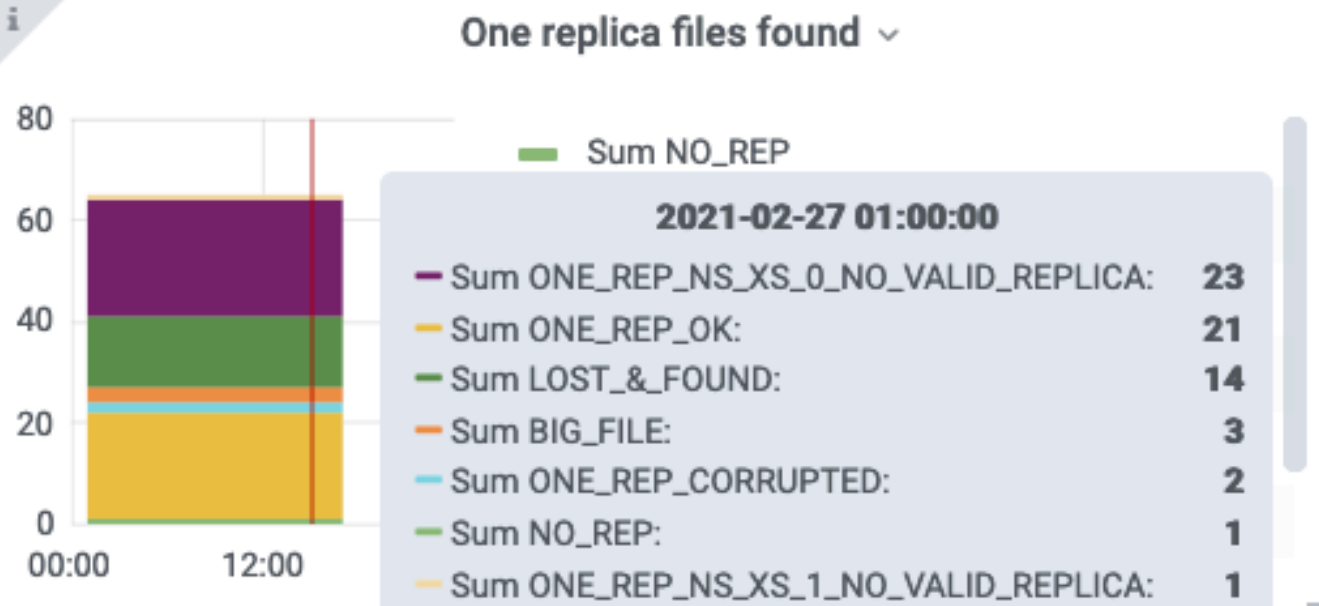 i
One replica files found
80
60
40
20
0
00:00
12:00
Sum NO_REP
2021-02-27 01:00:00
Sum ONE_REP_NS_XS_0_NO_VALID_REPLICA: 23
Sum ONE_REP_OK: 21
Sum LOST_&_FOUND: 14
Sum BIG_FILE: 3
Sum ONE_REP_CORRUPTED: 2
Sum NO_REP: 1
Sum ONE_REP_NS_XS_1_NO_VALID_REPLICA: 1